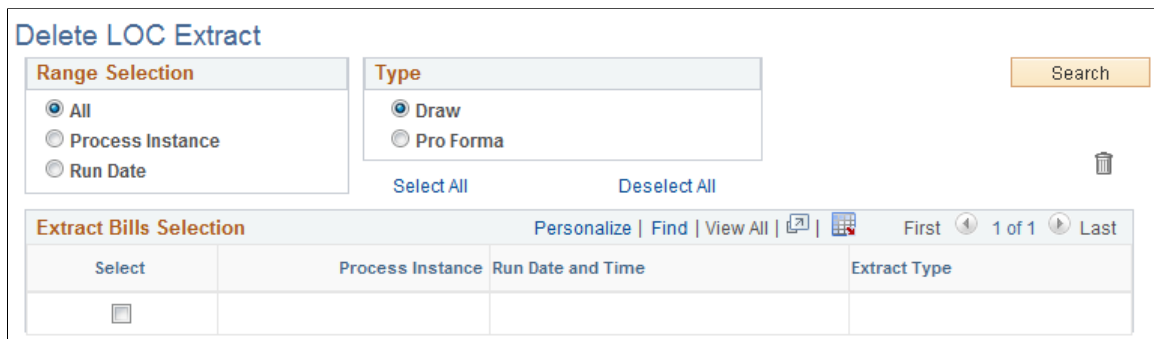 Delete LOC Extract
Range Selection
All
Process Instance
Run Date
Type
Draw
Pro Forma
Search
Select All Deselect All
Extract Bills Selection Personalize | Find | View All | | First 1 of 1 Last
Select Process Instance Run Date and Time Extract Type